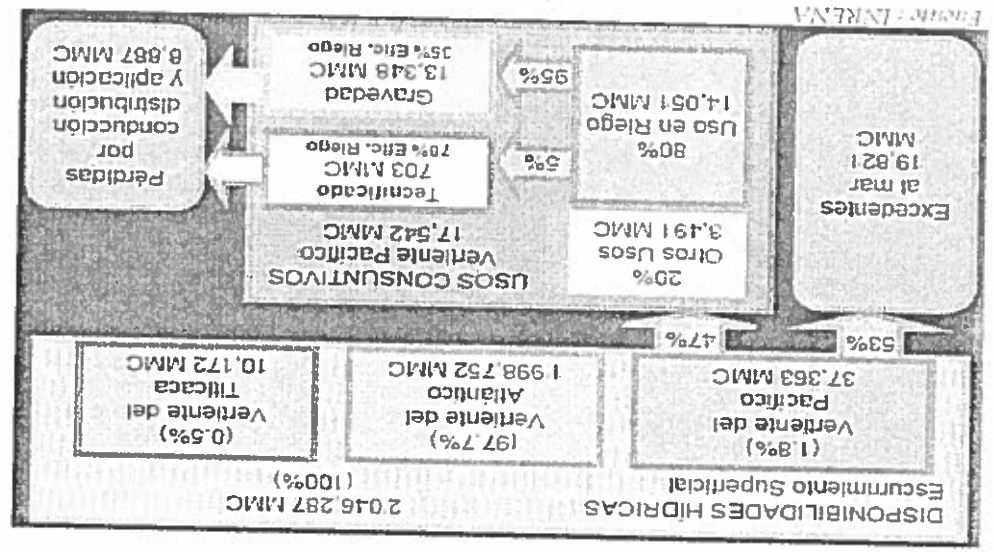 DISPONIBILIDADES HÍDRICAS
Escurrimiento Superficial
2.046,287 MMC
(100%)
(1.8%)
Vertiente del
Pacífico
37,363 MMC
(97.7%)
Vertiente del
Atlántico
1'998,752 MMC
(0.5%)
Vertiente del
Titicaca
10,172 MMC
53%
47%
Excedentes
al mar
19,821
MMC
20%
Otros Usos
3,491 MMC
USOS CONSUNTIVOS
Vertiente Pacífico
17,542 MMC
80%
Uso en Riego
14,051 MMC
5%
Tecnificado
703 MMC
70% Efic. Riego
95%
Gravedad
13,348 MMC
35% Efic. Riego
Pérdidas
por
conducción
distribución
y aplicación
8,887 MMC
Fuente : INRENA